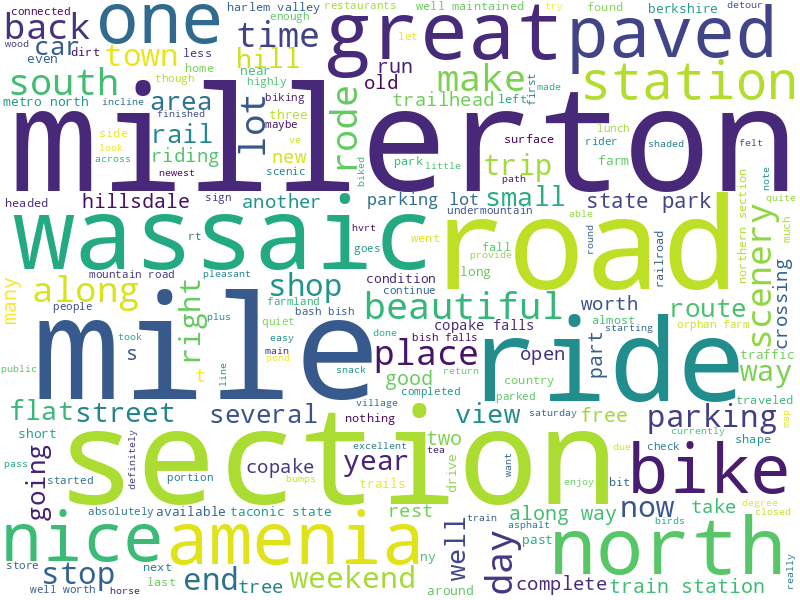 connected
back
one
harlem valley
time
great
restaurants
well maintained
try
enough
found
berkshire
detour
paved
wood
dirt
less
car
even
town
hill
let
south
though
home
near
highly
run
make
station
metro north
incline
area
lot
biking
old
trailhead
left
first
made
millerton
finished
three
rode
side
rail
maybe
look
across
riding
new
ve
scenic
park
little
surface
path
trip
rider
lunch
shaded
felt
farm
newest
biked
headed
hillsdale
sign
another
parking lot
small
state park
northern section
note
quite
wassaic
rt
hvrt
goes
undermountain
went
fall
provide
long
able
round
road
railroad
scenery
much
crossing
mountain road
pleasant
condition
continue
many
along
people
right
farmland
shop
bash bish
plus
quiet
beautiful
worth
route
took
mile
easy
main
pond
done
copake falls
bish falls
almost
starting
orphan farm
s
t
place
open
part
traffic
way
public
line
snack
good
return
completed
country
parked
ride
traveled
flat
street
several
village
nothing
view
saturday
free
parking
map
short
going
pass
started
definitely
section
copake
portion
year
excellent
bumps
trails
tea
two
drive
want
enjoy
due
bit
check
currently
shape
bike
degree
closed
absolutely
available
taconic state
rest
along way
now
take
nice
amenia
ny
well
train
day
asphalt
past
birds
north
store
stop
next
last
end
tree
weekend
around
complete
train station
really
well worth
horse